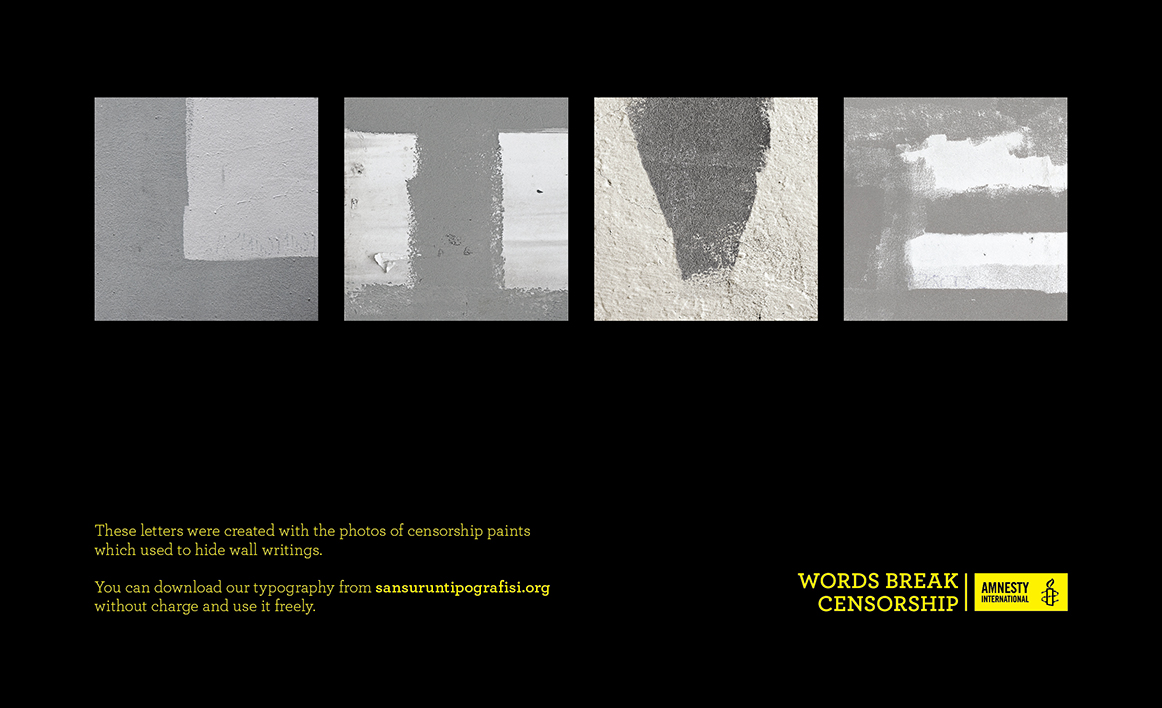 LIVE
These letters were created with the photos of censorship paints
which used to hide wall writings.
You can download our typography from sansuruntipografisi.org
without charge and use it freely.
WORDS BREAK
CENSORSHIP
AMNESTY
INTERNATIONAL